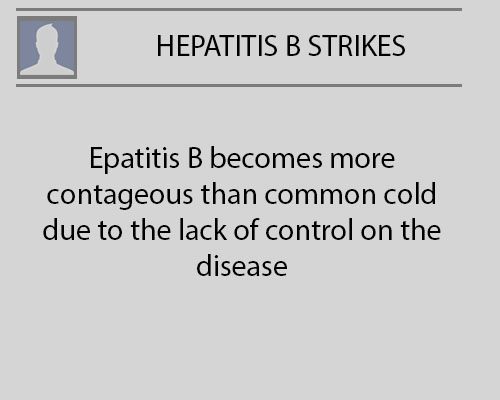 HEPATITIS B STRIKES
Epatitis B becomes more
contageous than common cold
due to the lack of control on the
disease